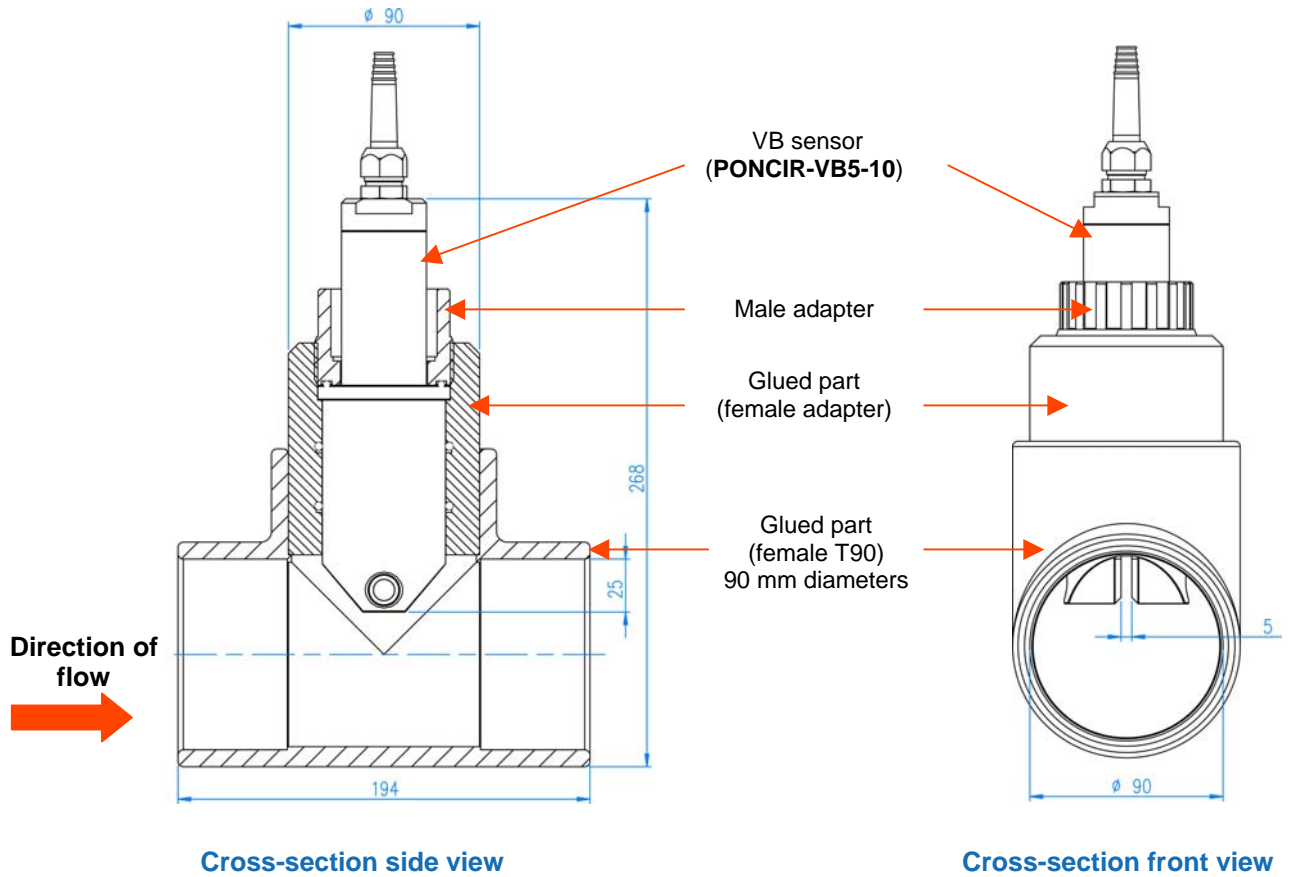 ø 90
VB sensor
(PONCIR-VB5-10)
Male adapter
Glued part
(female adapter)
268
Glued part
(female T90)
90 mm diameters
25
5
Direction of
flow
194
ø 90
Cross-section side view
Cross-section front view